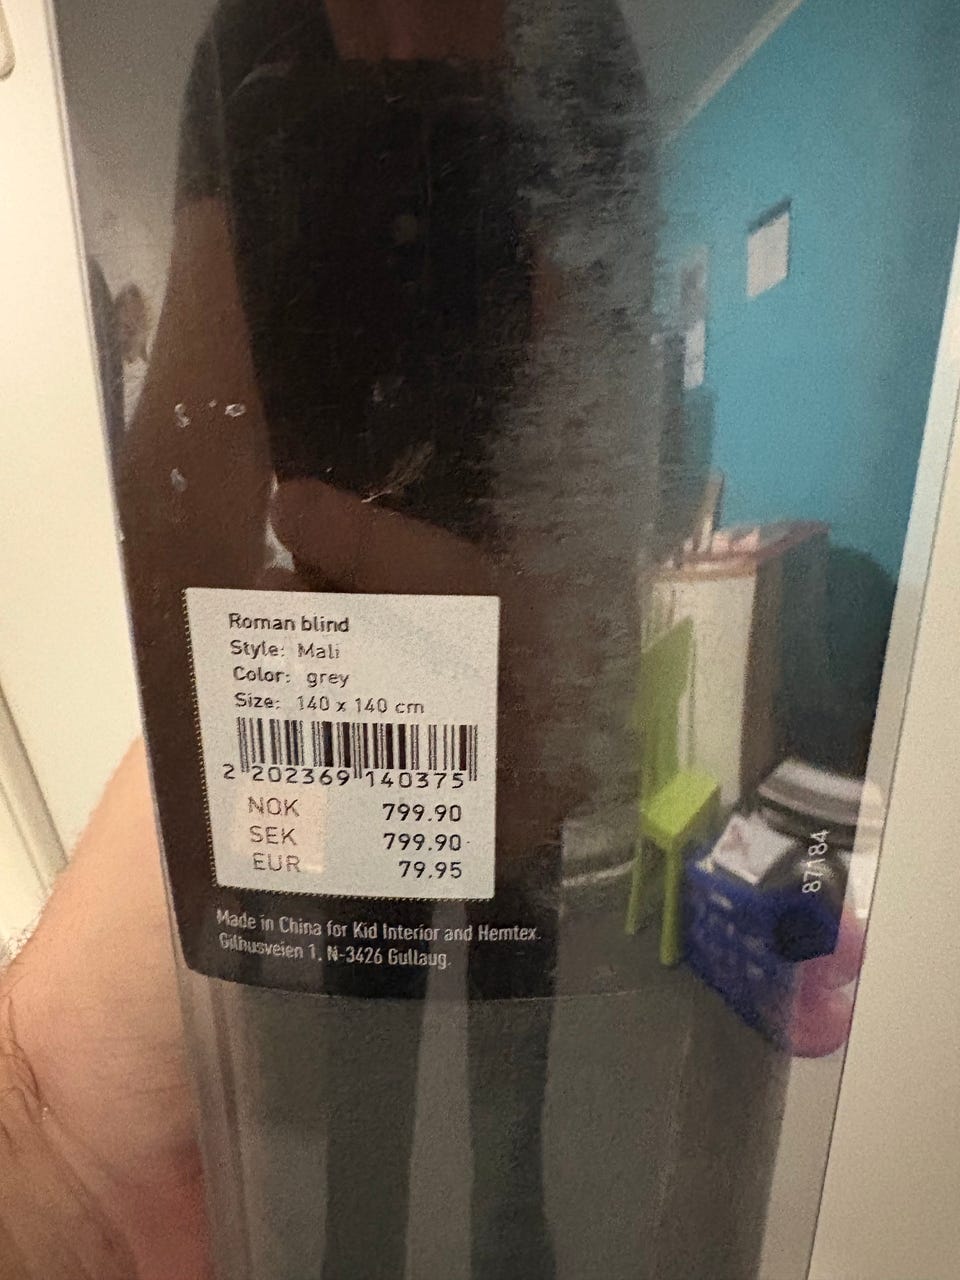 Roman blind
Style: Mali
Color: grey
Size: 140 x 140 cm
2 202369 140375
NOK 799.90
SEK 799.90
EUR 79.95
Made in China for Kid Interior and Hemtex.
Gilhusveien 1, N-3426 Gullaug.
87184